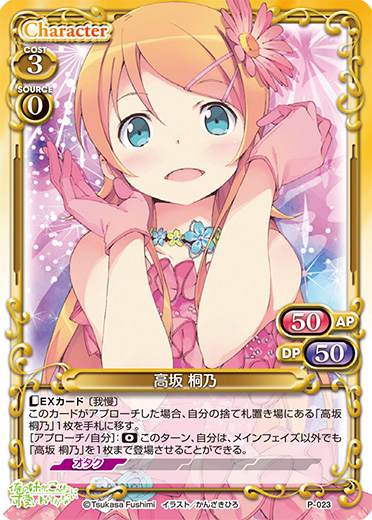 Character
COST
3
SOURCE
0
50 AP
DP 50
高坂 桐乃
EXカード [我慢]
このカードがアプローチした場合、自分の捨て札置き場にある「高坂
桐乃」1枚を手札に移す。
[アプローチ/自分]: このターン、自分は、メインフェイズ以外でも
「高坂 桐乃」を1枚まで登場させることができる。
オタク
©Tsukasa Fushimi イラスト/かんざきひろ
P-023